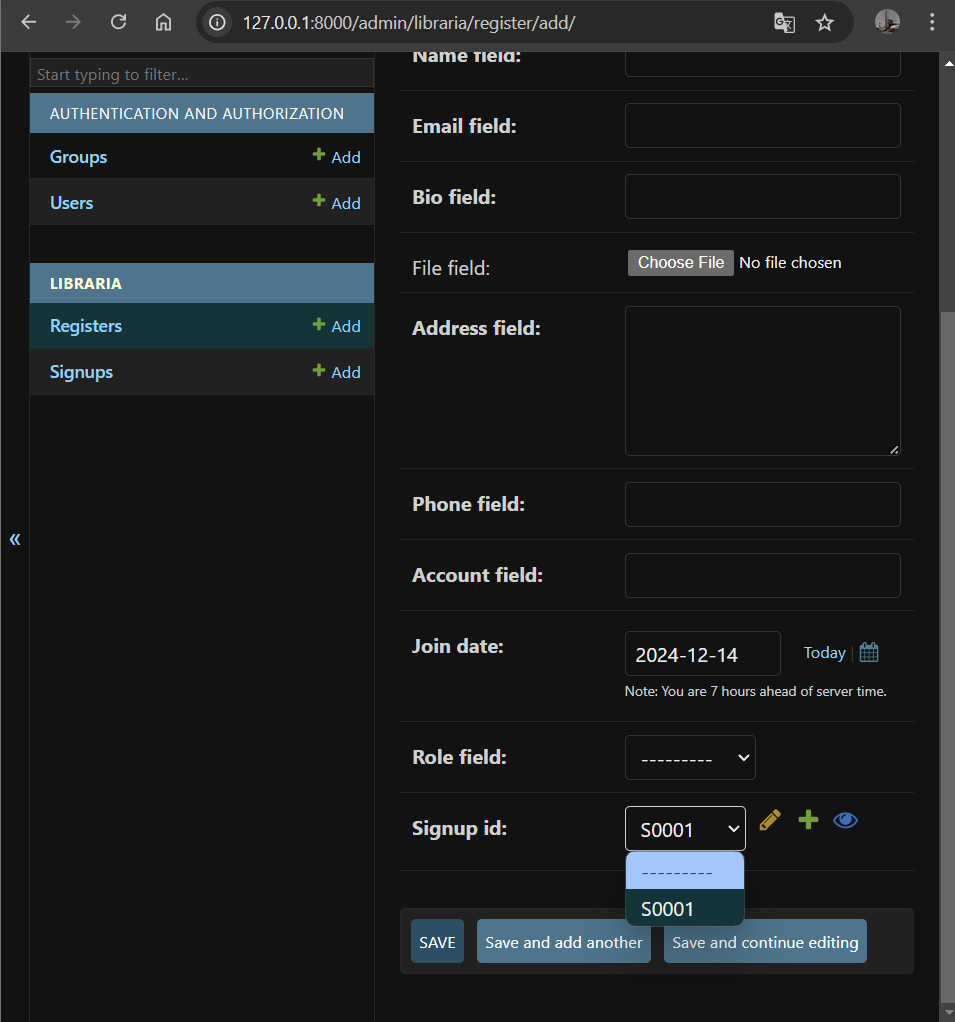 127.0.0.1:8000/admin/libraria/register/add/
Start typing to filter...
AUTHENTICATION AND AUTHORIZATION
Groups + Add
Users + Add
LIBRARIA
Registers + Add
Signups + Add
«
Name field:
Email field:
Bio field:
File field: Choose File No file chosen
Address field:
Phone field:
Account field:
Join date: 2024-12-14 Today |
Note: You are 7 hours ahead of server time.
Role field: ---------
Signup id: S0001
---------
S0001
SAVE Save and add another Save and continue editing